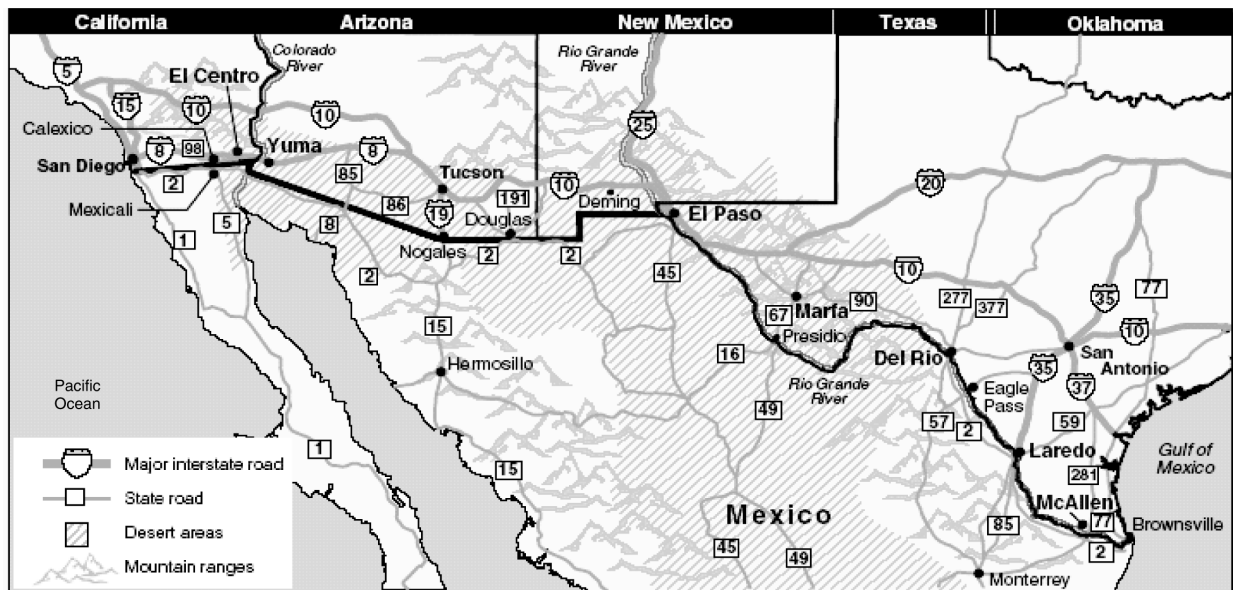 California
Arizona
New Mexico
Texas
Oklahoma
Colorado
River
Rio Grande
River
5
El Centro
15
10
10
25
Calexico
98
8
Yuma
8
20
San Diego
2
85
Tucson
10
Deming
El Paso
Mexicali
86
191
19
Douglas
5
8
1
Nogales
2
2
2
45
10
277
377
35
77
Marfa
90
67
Presidio
15
10
16
Del Rio
San
Antonio
Hermosillo
35
37
Rio Grande
River
Eagle
Pass
Pacific
Ocean
49
57
2
59
1
Laredo
Gulf of
Mexico
15
281
McAllen
Mexico
85
77
Brownsville
45
49
2
Monterrey
Major interstate road
State road
Desert areas
Mountain ranges